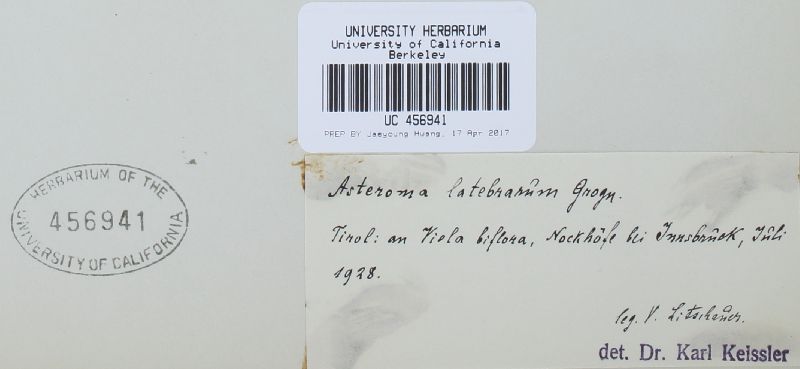 UNIVERSITY HERBARIUM
University of California
Berkeley
UC 456941
PREP BY Jaeyoung Hwang, 17 Apr 2017
HERBARIUM OF THE
456941
UNIVERSITY OF CALIFORNIA
Asteroma latebrarum Grogn.
Tirol: an Viola biflora, Nockhöfe bei Innsbruck, Juli
1928.
leg. V. Litschauer.
det. Dr. Karl Keissler